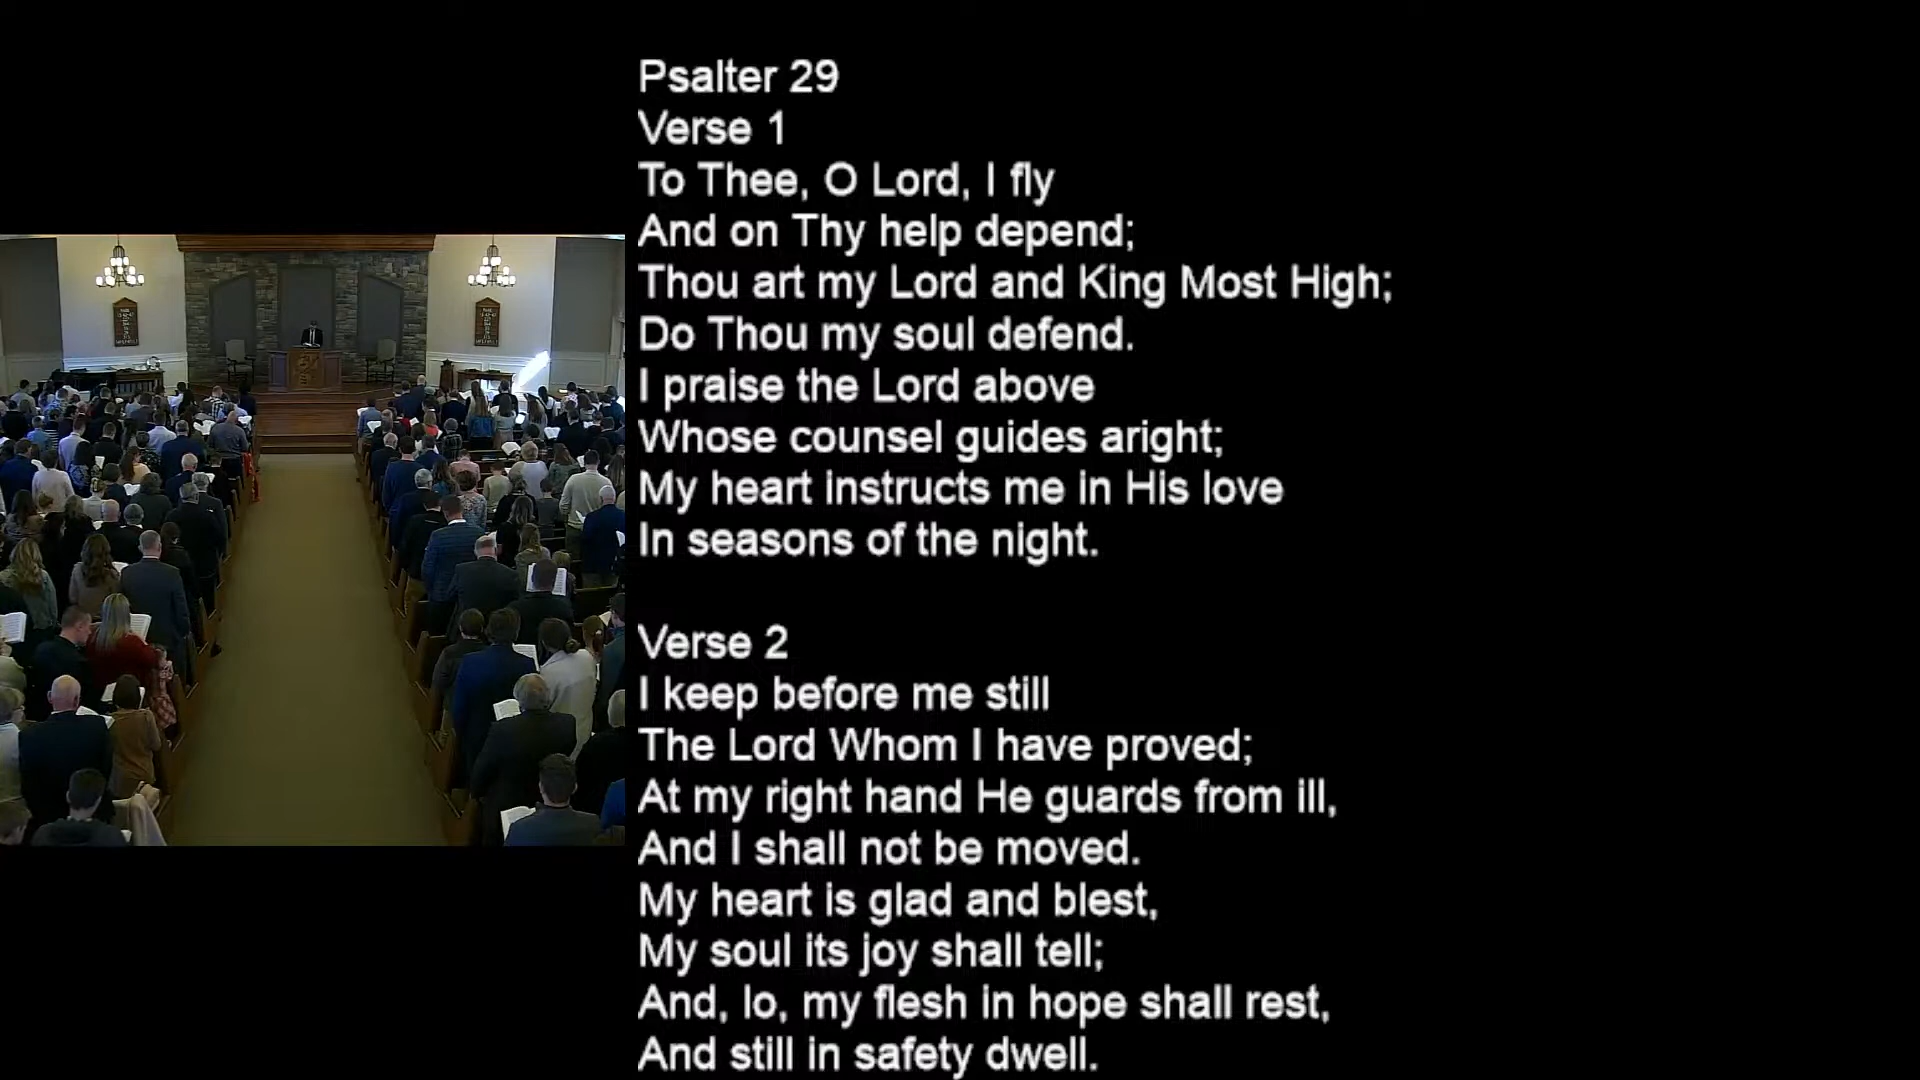 Psalter 29
Verse 1
To Thee, O Lord, I fly
And on Thy help depend;
Thou art my Lord and King Most High;
Do Thou my soul defend.
I praise the Lord above
Whose counsel guides aright;
My heart instructs me in His love
In seasons of the night.
Verse 2
I keep before me still
The Lord Whom I have proved;
At my right hand He guards from ill,
And I shall not be moved.
My heart is glad and blest,
My soul its joy shall tell;
And, lo, my flesh in hope shall rest,
And still in safety dwell.